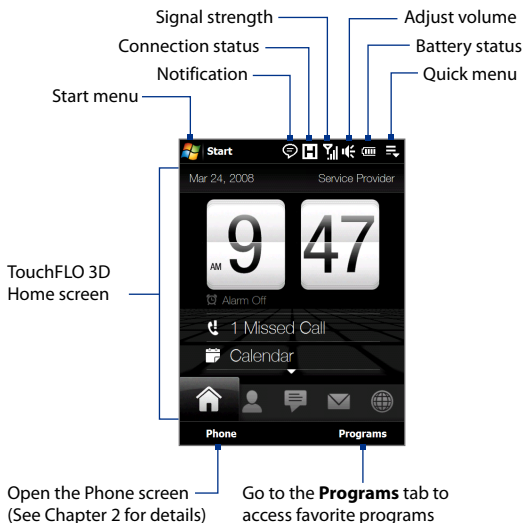 Signal strength
Adjust volume
Connection status
Battery status
Notification
Quick menu
Start menu
Start
Mar 24, 2008
Service Provider
AM
9
47
Alarm Off
1 Missed Call
Calendar
TouchFLO 3D
Home screen
Phone
Programs
Open the Phone screen
(See Chapter 2 for details)
Go to the Programs tab to
access favorite programs